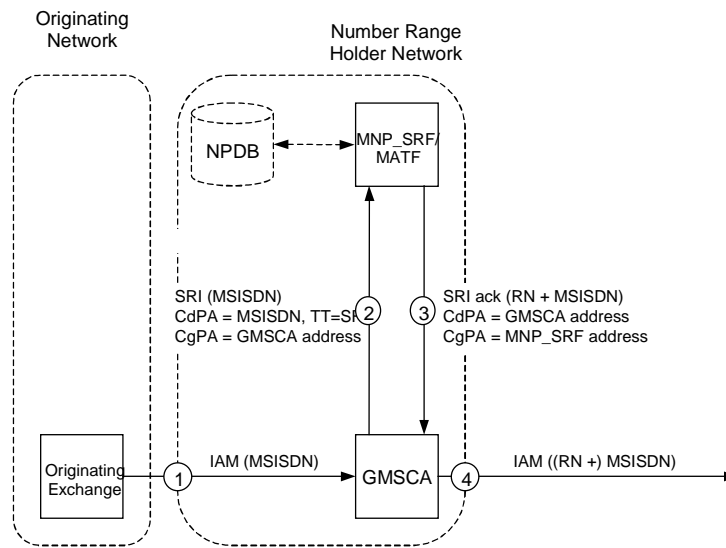 Originating
Network
Number Range
Holder Network
NPDB
MNP_SRF/
MATF
SRI (MSISDN)
CdPA = MSISDN, TT=SRI
CgPA = GMSCA address
2
3
SRI ack (RN + MSISDN)
CdPA = GMSCA address
CgPA = MNP_SRF address
Originating
Exchange
1
IAM (MSISDN)
GMSCA
4
IAM ((RN +) MSISDN)